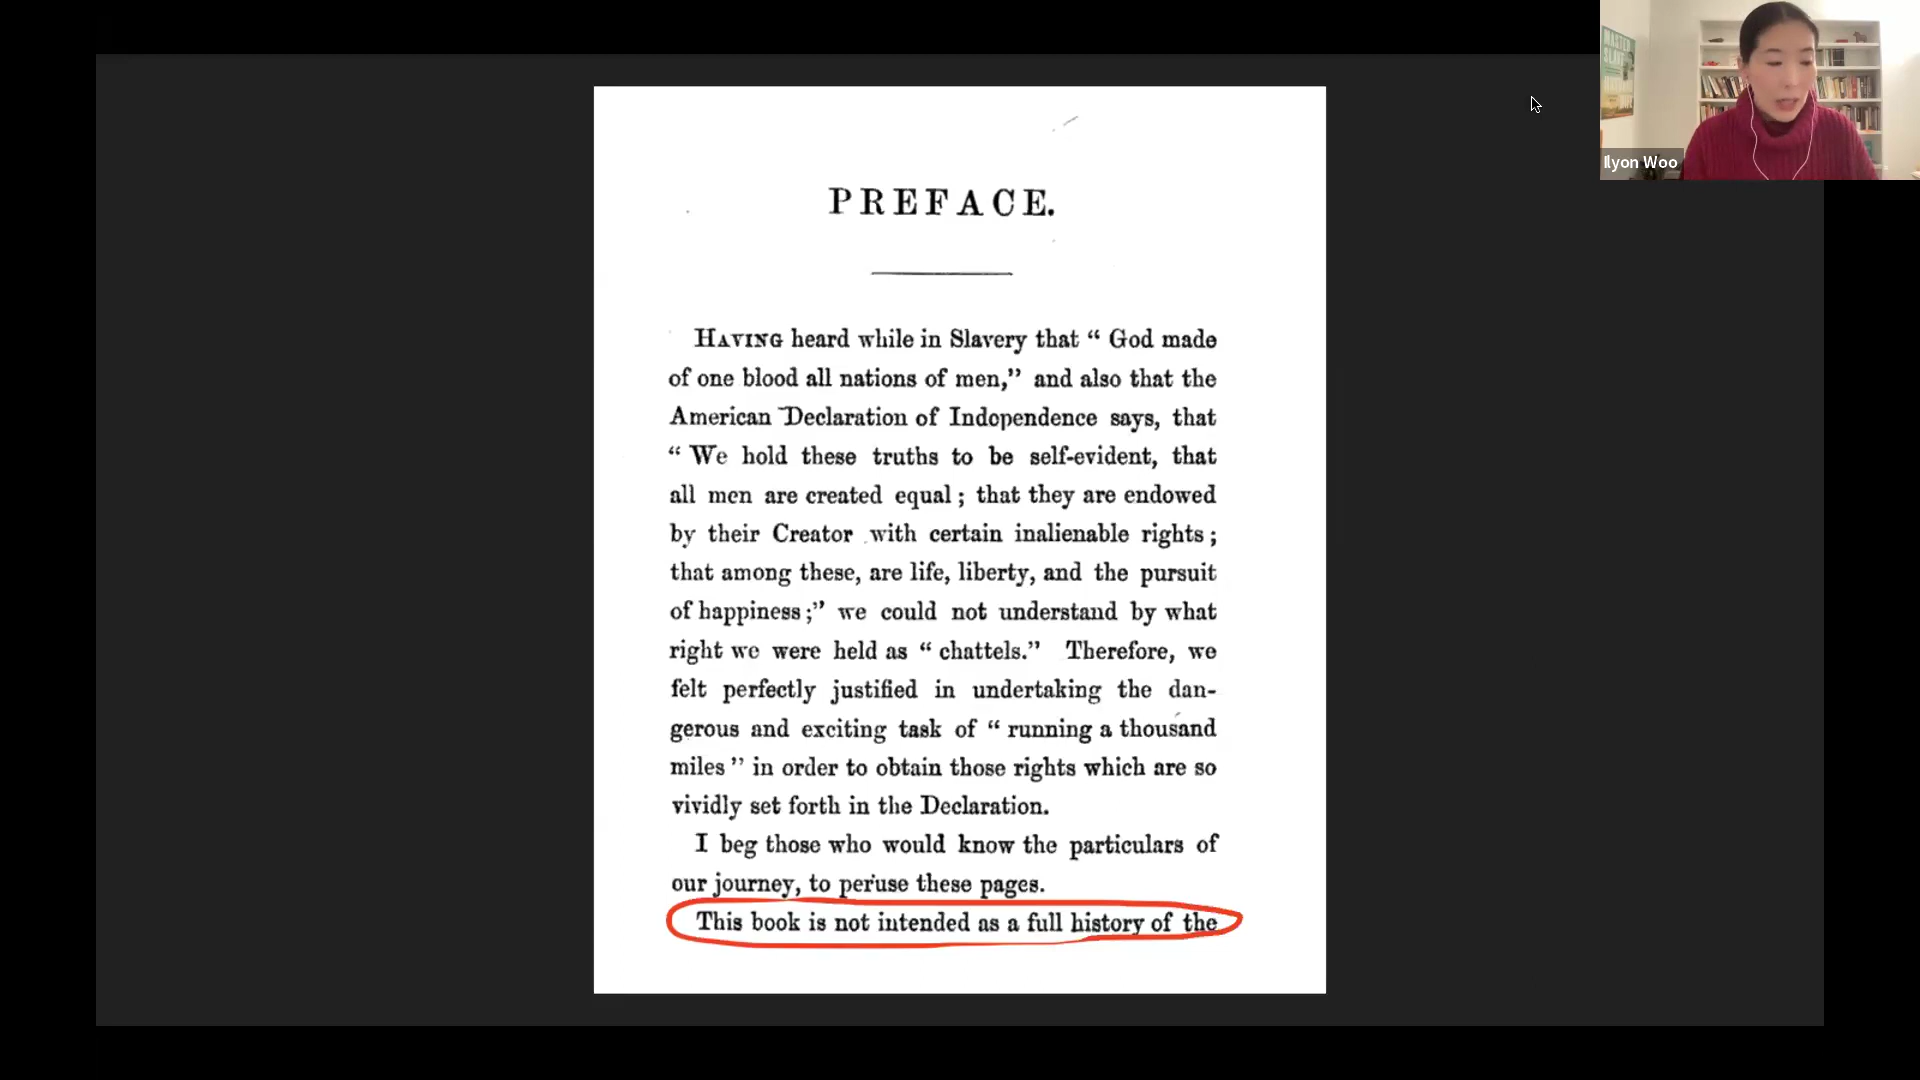 PREFACE.
HAVING heard while in Slavery that “ God made
of one blood all nations of men,” and also that the
American Declaration of Independence says, that
“ We hold these truths to be self-evident, that
all men are created equal ; that they are endowed
by their Creator with certain inalienable rights ;
that among these, are life, liberty, and the pursuit
of happiness ;” we could not understand by what
right we were held as “ chattels.” Therefore, we
felt perfectly justified in undertaking the dan-
gerous and exciting task of “ running a thousand
miles ” in order to obtain those rights which are so
vividly set forth in the Declaration.
I beg those who would know the particulars of
our journey, to peruse these pages.
This book is not intended as a full history of the
MASTER
SLAVE
Ilyon Woo